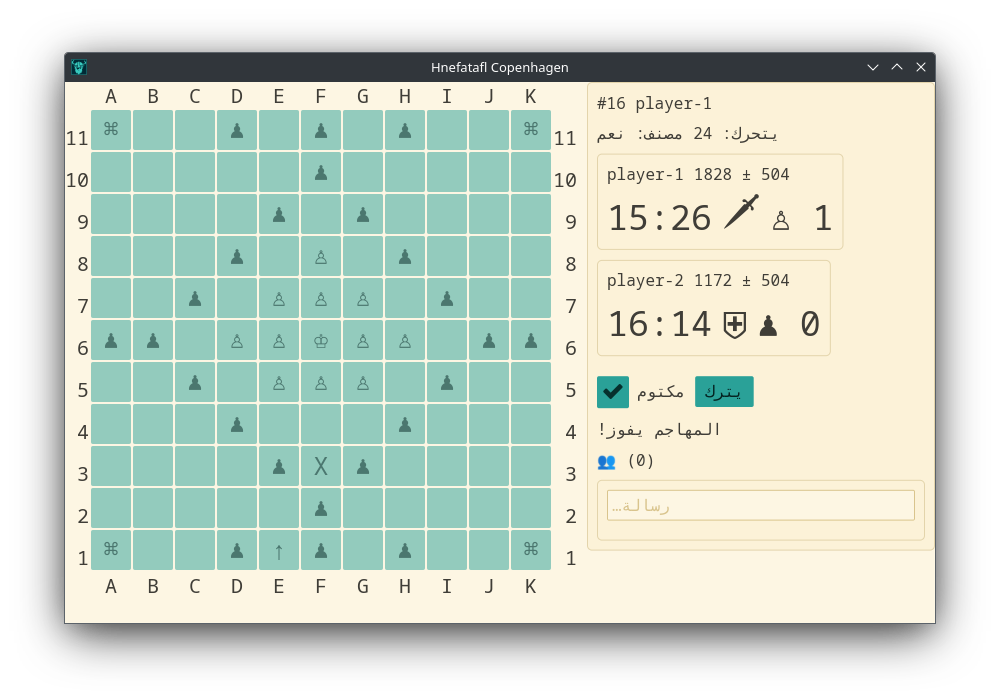 Hnefatafl Copenhagen
A B C D E F G H I J K
11 ⌘ ♟ ♟ ♟ ⌘ 11
10 ♟ 10
9 ♟ ♟ 9
8 ♟ ♙ ♟ 8
7 ♟ ♙ ♙ ♙ ♟ 7
6 ♟ ♟ ♙ ♙ ♔ ♙ ♙ ♟ ♟ 6
5 ♟ ♙ ♙ ♙ ♟ 5
4 ♟ ♟ 4
3 ♟ X ♟ 3
2 ♟ 2
1 ⌘ ♟ ↑ ♟ ♟ ⌘ 1
A B C D E F G H I J K
#16 player-1
يتحرك: 24 مصنف: نعم
player-1 1828 ± 504
15:26 🗡 ♙ 1
player-2 1172 ± 504
16:14 ⛨ ♟ 0
✔ مكتوم يترك
المهاجم يفوز!
👥 (0)
رسالة…